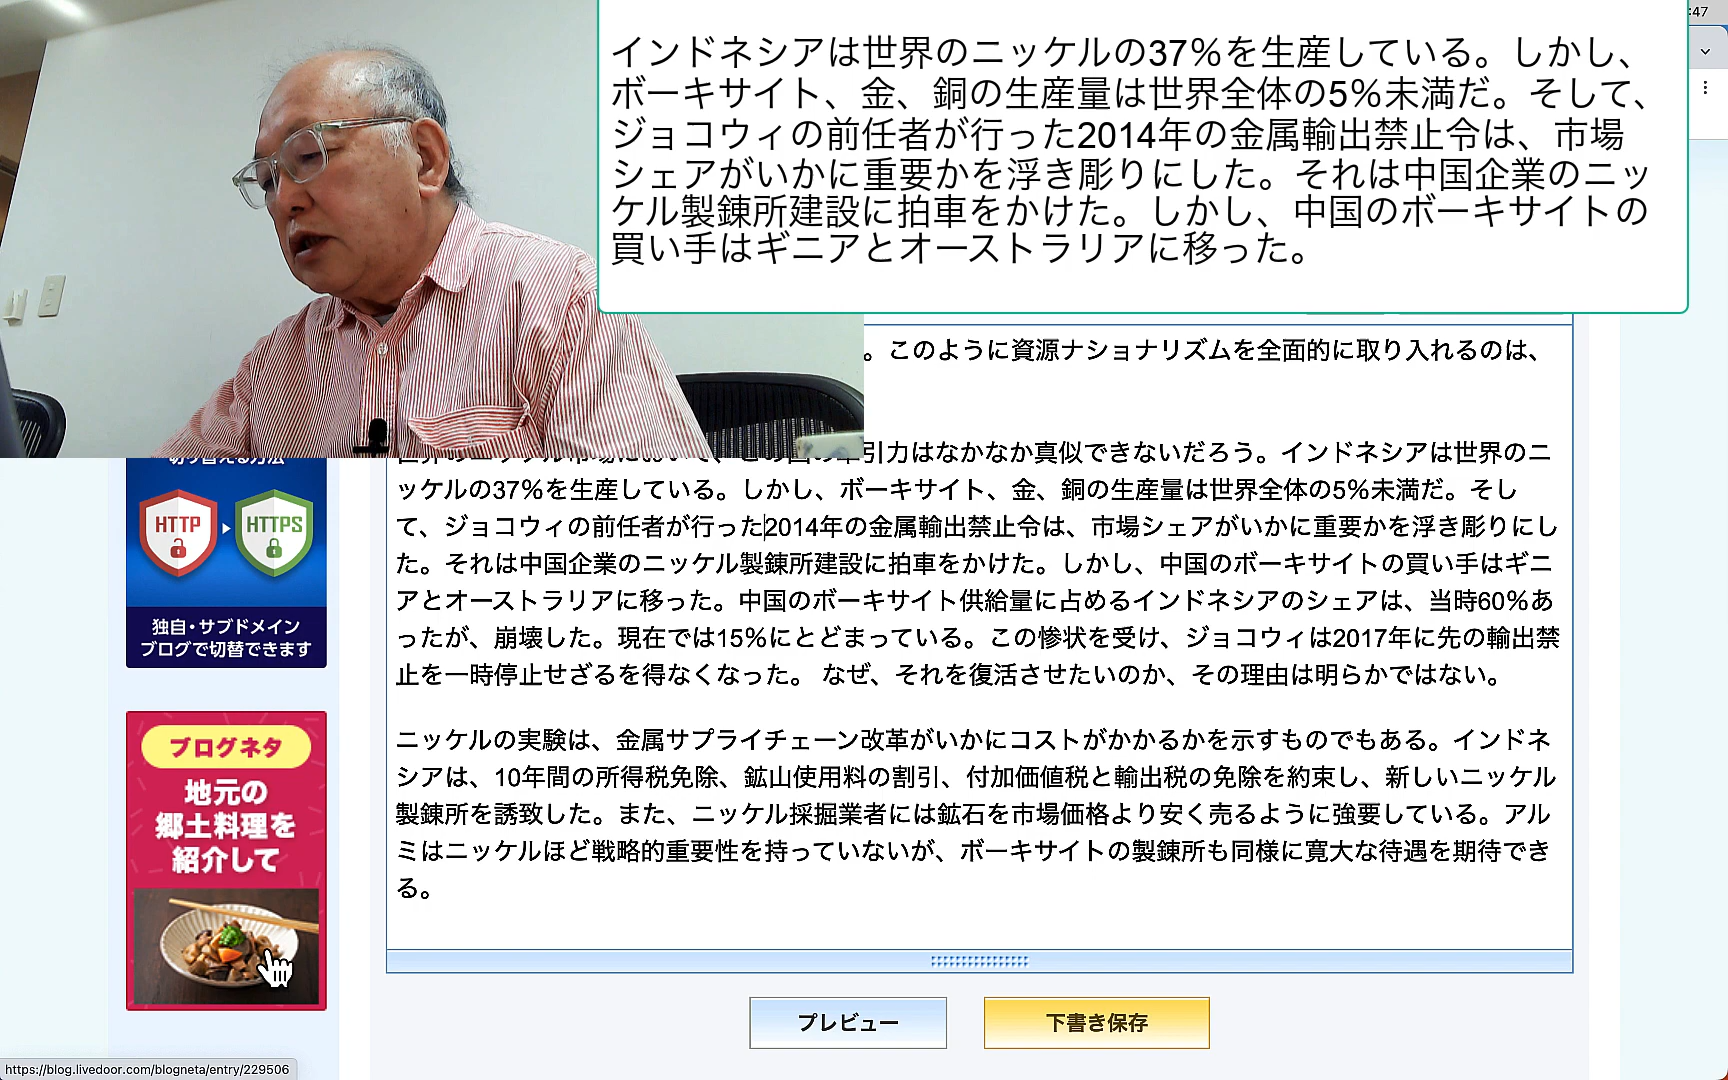 :47
インドネシアは世界のニッケルの37%を生産している。しかし、
ボーキサイト、金、銅の生産量は世界全体の5%未満だ。そして、
ジョコウィの前任者が行った2014年の金属輸出禁止令は、市場
シェアがいかに重要かを浮き彫りにした。それは中国企業のニッ
ケル製錬所建設に拍車をかけた。しかし、中国のボーキサイトの
買い手はギニアとオーストラリアに移った。
。このように資源ナショナリズムを全面的に取り入れるのは、
引力はなかなか真似できないだろう。インドネシアは世界のニ
ッケルの37%を生産している。しかし、ボーキサイト、金、銅の生産量は世界全体の5%未満だ。そし
て、ジョコウィの前任者が行った2014年の金属輸出禁止令は、市場シェアがいかに重要かを浮き彫りにし
た。それは中国企業のニッケル製錬所建設に拍車をかけた。しかし、中国のボーキサイトの買い手はギニ
アとオーストラリアに移った。中国のボーキサイト供給量に占めるインドネシアのシェアは、当時60%あ
ったが、崩壊した。現在では15%にとどまっている。この惨状を受け、ジョコウィは2017年に先の輸出禁
止を一時停止せざるを得なくなった。 なぜ、それを復活させたいのか、その理由は明らかではない。
ニッケルの実験は、金属サプライチェーン改革がいかにコストがかかるかを示すものでもある。インドネ
シアは、10年間の所得税免除、鉱山使用料の割引、付加価値税と輸出税の免除を約束し、新しいニッケル
製錬所を誘致した。また、ニッケル採掘業者には鉱石を市場価格より安く売るように強要している。アル
ミはニッケルほど戦略的重要性を持っていないが、ボーキサイトの製錬所も同様に寛大な待遇を期待でき
る。
HTTP
HTTPS
独自・サブドメイン
ブログで切替できます
ブログネタ
地元の
郷土料理を
紹介して
プレビュー
下書き保存
https://blog.livedoor.com/blogneta/entry/229506